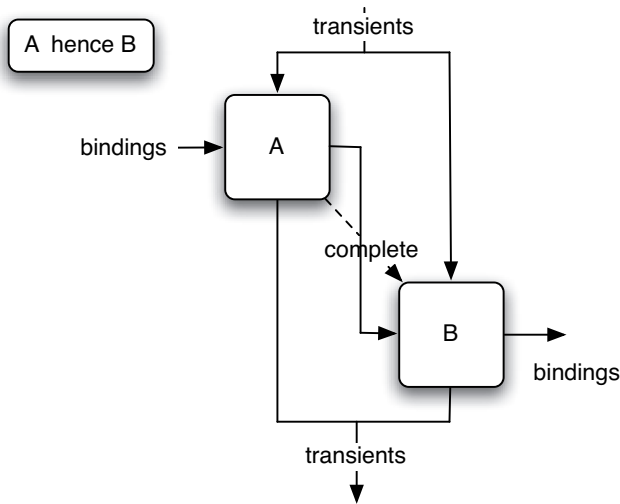 transients
A hence B
bindings
A
complete
B
bindings
transients